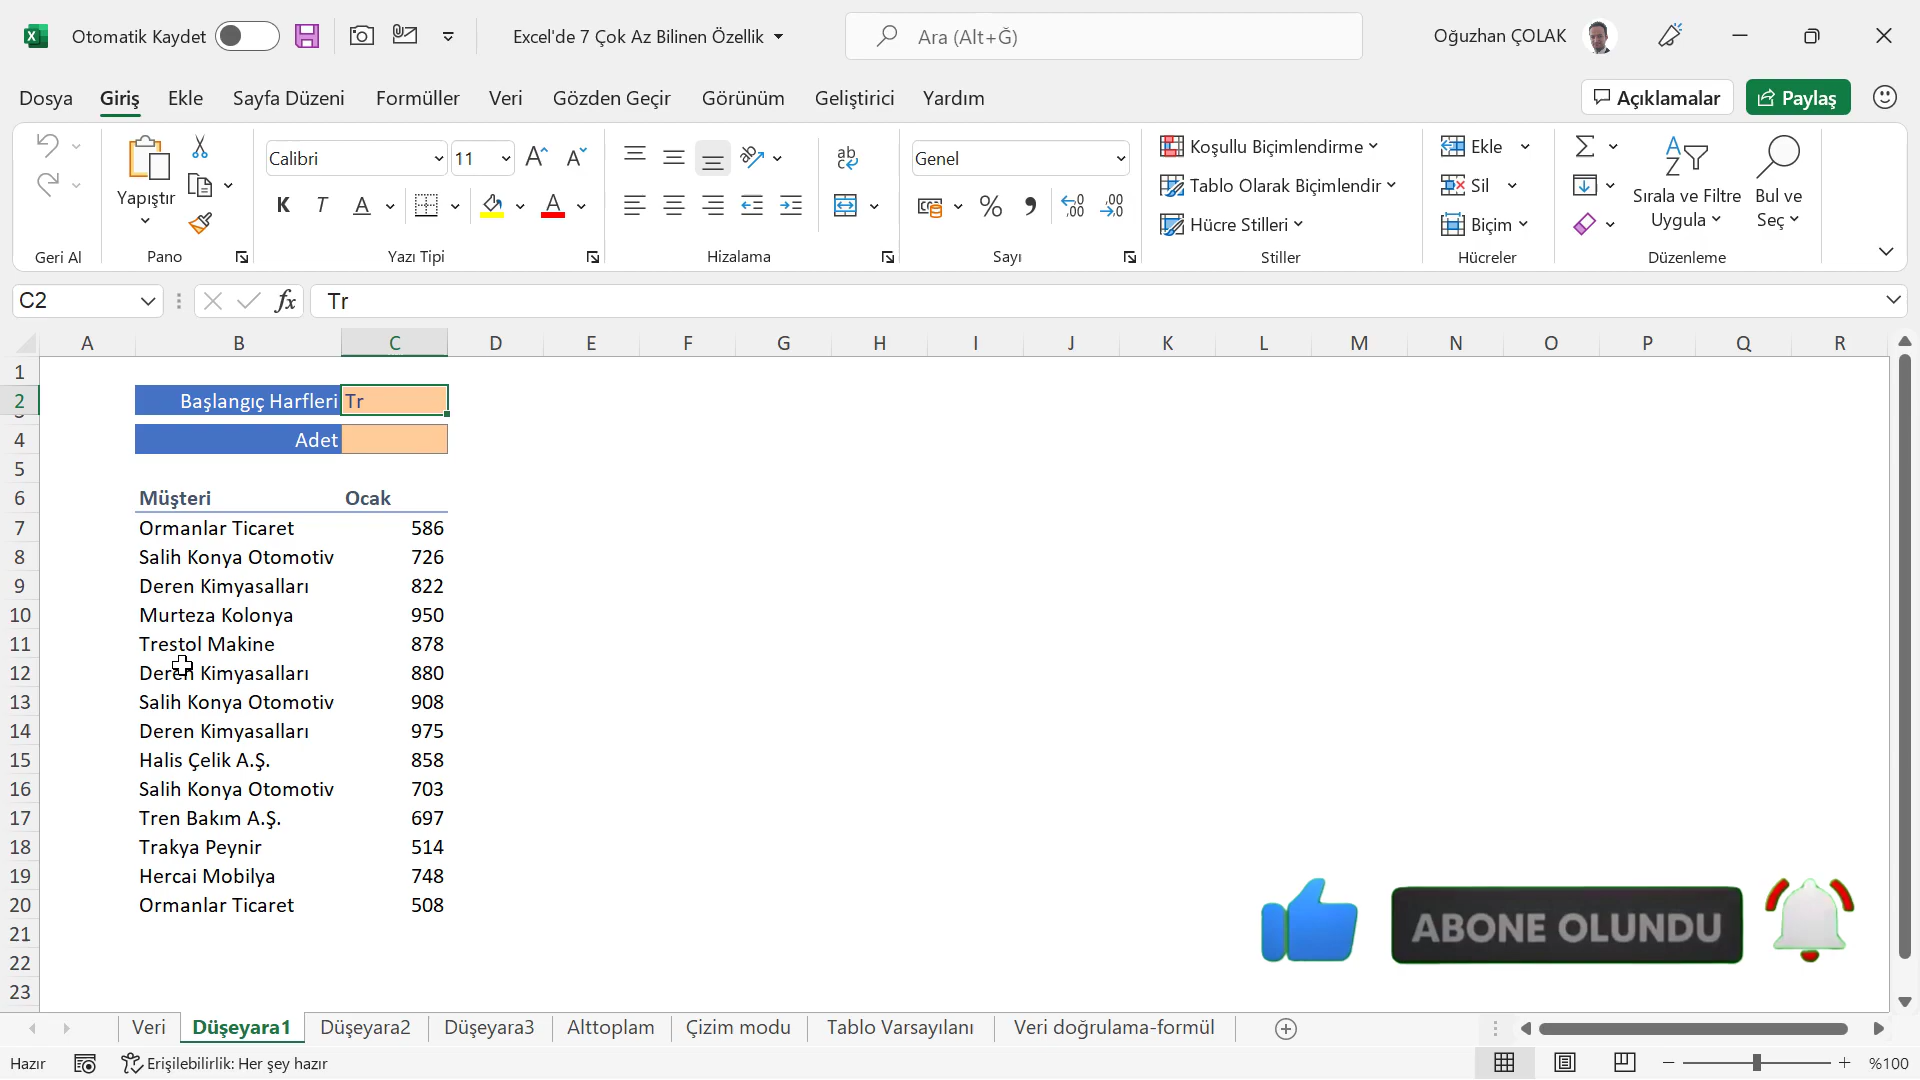 Otomatik Kaydet
Excel'de 7 Çok Az Bilinen Özellik
Ara (Alt+Ğ)
Oğuzhan ÇOLAK
Dosya Giriş Ekle Sayfa Düzeni Formüller Veri Gözden Geçir Görünüm Geliştirici Yardım
Açıklamalar
Paylaş
Yapıştır
Calibri 11
K T A
A
ab
Genel
Koşullu Biçimlendirme
Tablo Olarak Biçimlendir
Hücre Stilleri
Ekle
Sil
Biçim
Sırala ve Filtre
Uygula
Bul ve
Seç
Geri Al
Pano
Yazı Tipi
Hizalama
Sayı
Stiller
Hücreler
Düzenleme
C2
fx
Tr
A B C D E F G H I J K L M N O P Q R
1
2 Başlangıç Harfleri Tr
4 Adet
5
6 Müşteri Ocak
7 Ormanlar Ticaret 586
8 Salih Konya Otomotiv 726
9 Deren Kimyasalları 822
10 Murteza Kolonya 950
11 Trestol Makine 878
12 Deren Kimyasalları 880
13 Salih Konya Otomotiv 908
14 Deren Kimyasalları 975
15 Halis Çelik A.Ş. 858
16 Salih Konya Otomotiv 703
17 Tren Bakım A.Ş. 697
18 Trakya Peynir 514
19 Hercai Mobilya 748
20 Ormanlar Ticaret 508
21
22
23
ABONE OLUNDU
Veri Düşeyara1 Düşeyara2 Düşeyara3 Alttoplam Çizim modu Tablo Varsayılanı Veri doğrulama-formül
Hazır
Erişilebilirlik: Her şey hazır
%100